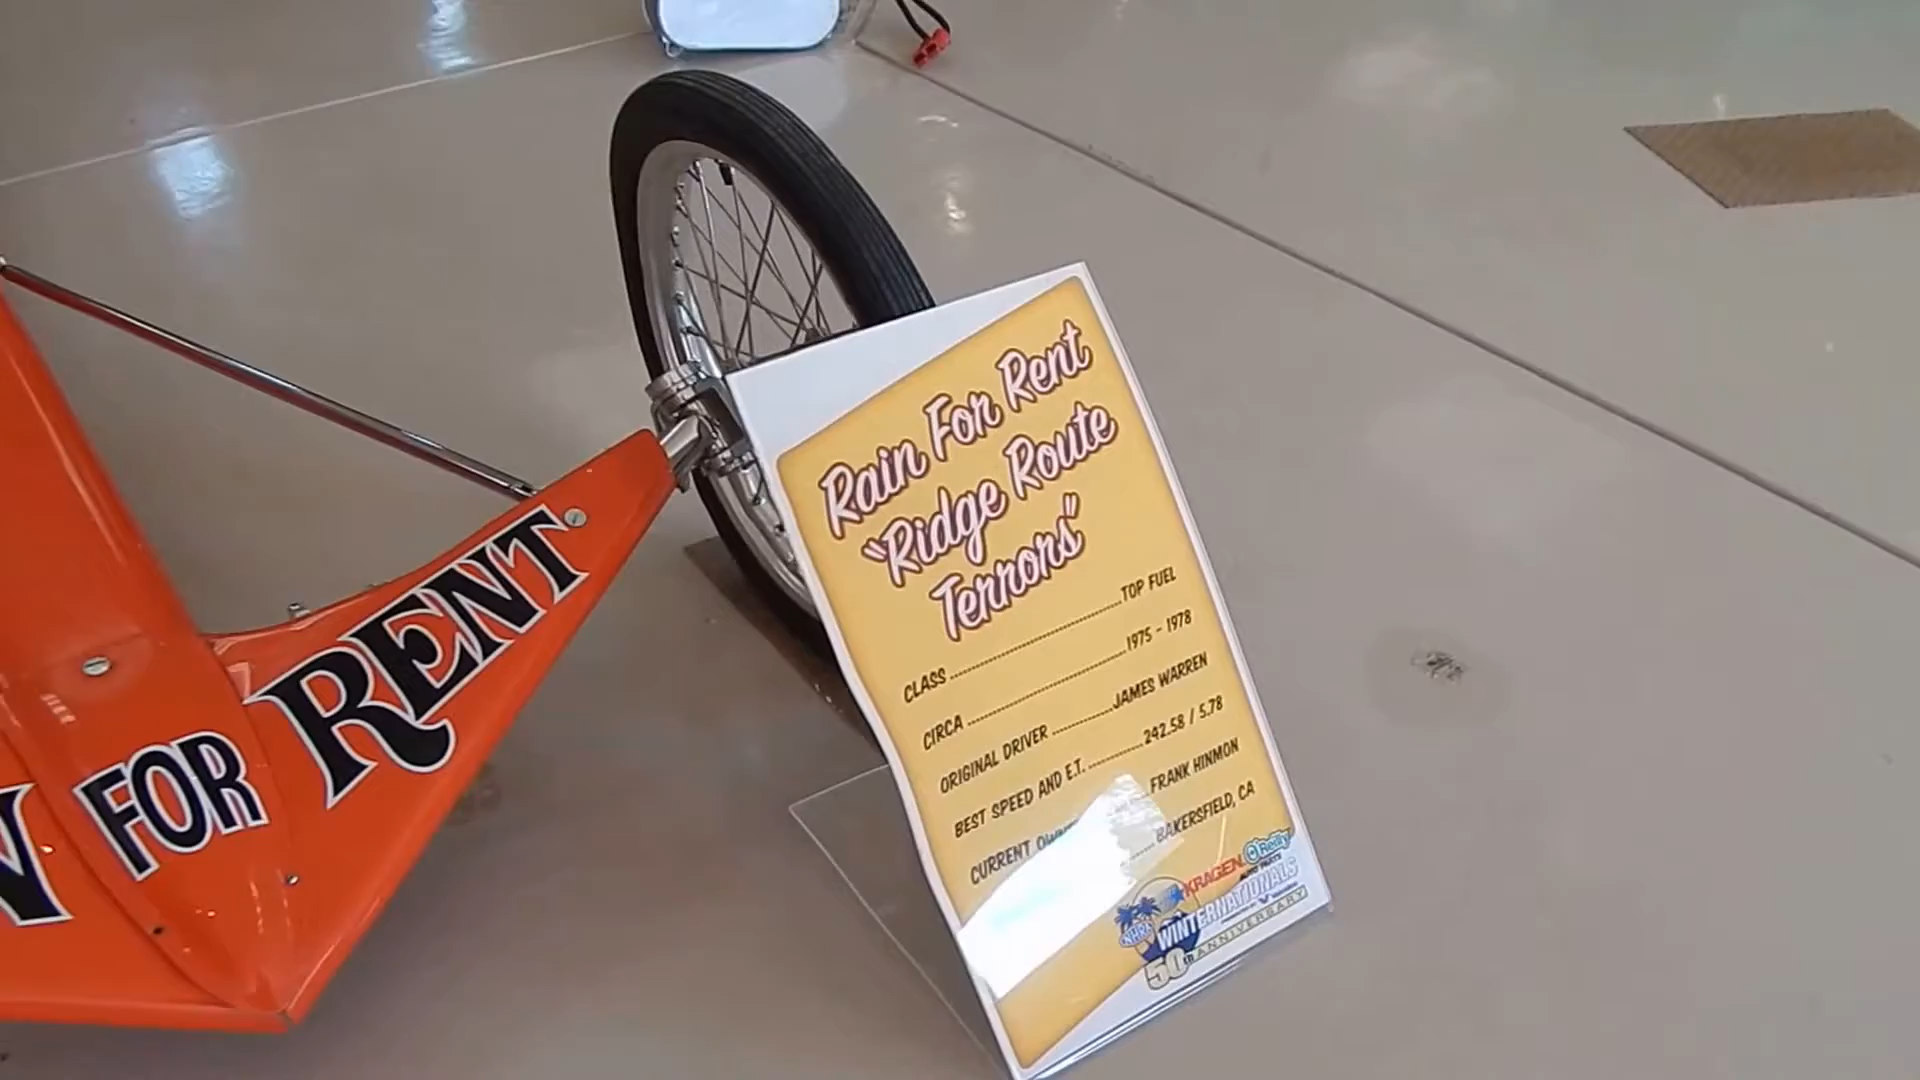 FOR RENT
Rain For Rent
"Ridge Route
Terrors"
CLASS ........ TOP FUEL
CIRCA ........ 1975 - 1978
ORIGINAL DRIVER ........ JAMES WARREN
BEST SPEED AND E.T. ........ 242.58 / 5.78
CURRENT ........ FRANK HINMON
........ BAKERSFIELD, CA
KRAGEN O'Reilly
AUTO PARTS
NHRA
WINTERNATIONALS
50TH ANNIVERSARY